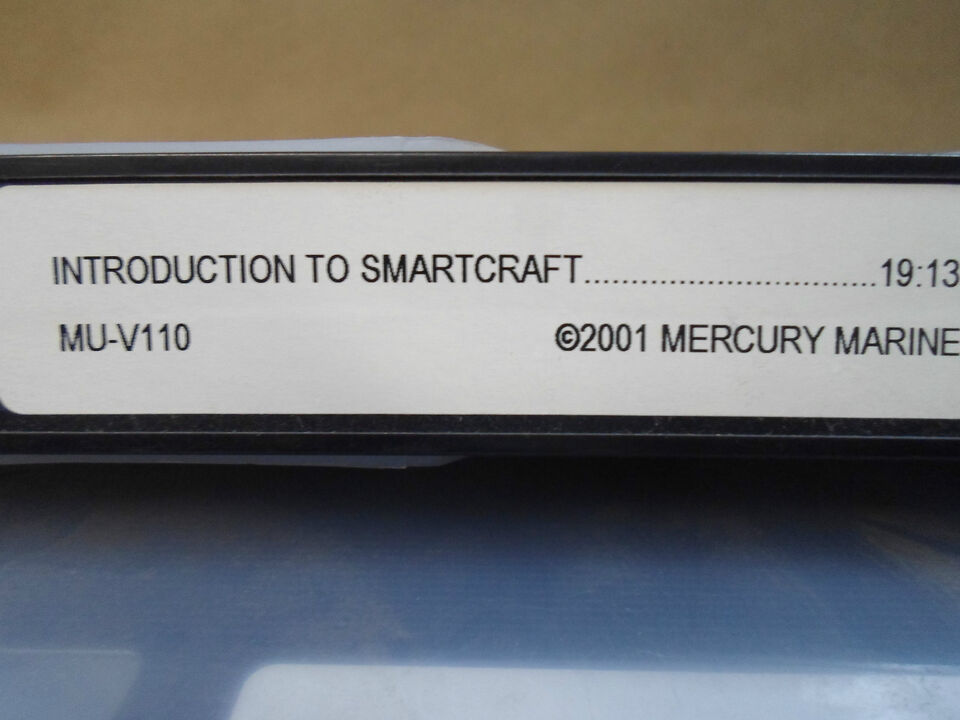 INTRODUCTION TO SMARTCRAFT...............................19:13
MU-V110 ©2001 MERCURY MARINE